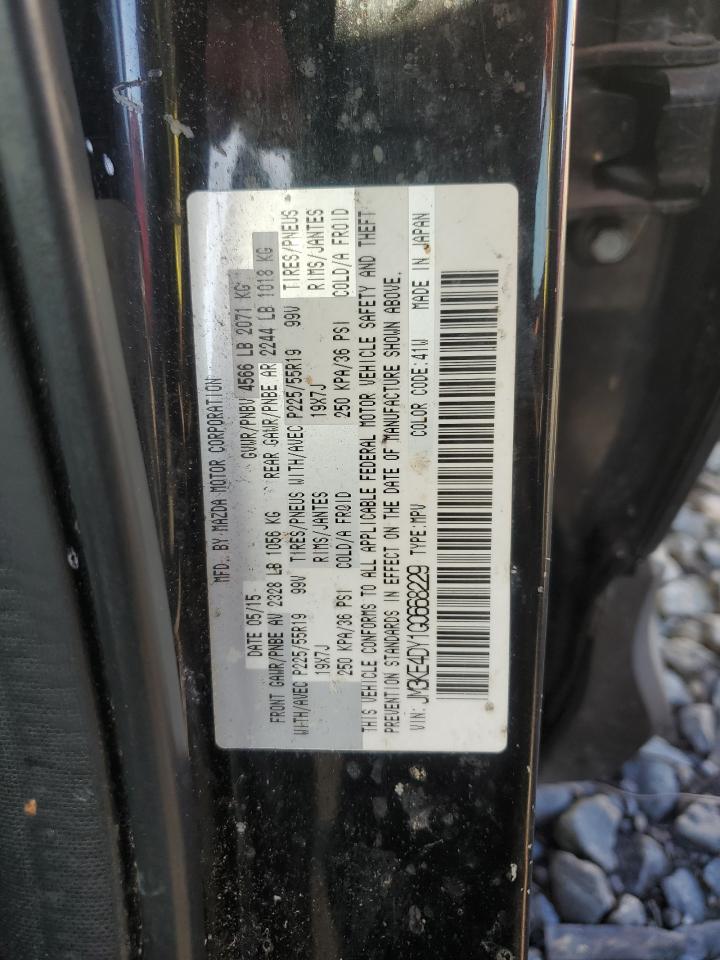 MFD. BY MAZDA MOTOR CORPORATION
DATE 05/15 GVWR/PNBV 4566 LB 2071 KG
FRONT GAWR/PNBE AV 2328 LB 1056 KG REAR GAWR/PNBE AR 2244 LB 1018 KG
WITH/AVEC P225/55R19 99V TIRES/PNEUS WITH/AVEC P225/55R19 99V TIRES/PNEUS
19X7J RIMS/JANTES 19X7J RIMS/JANTES
250 KPA/36 PSI COLD/A FROID 250 KPA/36 PSI COLD/A FROID
THIS VEHICLE CONFORMS TO ALL APPLICABLE FEDERAL MOTOR VEHICLE SAFETY AND THEFT
PREVENTION STANDARDS IN EFFECT ON THE DATE OF MANUFACTURE SHOWN ABOVE.
VIN: JM3KE4DY1G0668229 TYPE:MPV COLOR CODE:41W MADE IN JAPAN